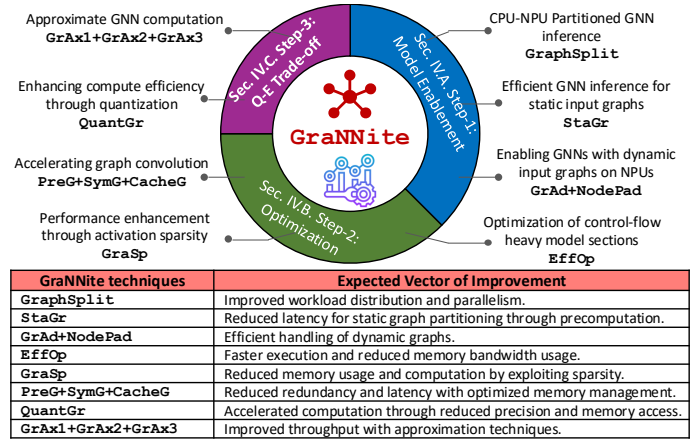 Approximate GNN computation
GrAx1+GrAx2+GrAx3
Enhancing compute efficiency
through quantization
QuantGr
Accelerating graph convolution
PreG+SymG+CacheG
Performance enhancement
through activation sparsity
GraSp
Sec. IV.C. Step-3:
Q-E Trade-off
Sec. IV.A. Step-1:
Model Enablement
Sec. IV.B. Step-2:
Optimization
GraNNite
CPU-NPU Partitioned GNN
inference
GraphSplit
Efficient GNN inference for
static input graphs
StaGr
Enabling GNNs with dynamic
input graphs on NPUs
GrAd+NodePad
Optimization of control-flow
heavy model sections
EffOp
GraNNite techniques Expected Vector of Improvement
GraphSplit Improved workload distribution and parallelism.
StaGr Reduced latency for static graph partitioning through precomputation.
GrAd+NodePad Efficient handling of dynamic graphs.
EffOp Faster execution and reduced memory bandwidth usage.
GraSp Reduced memory usage and computation by exploiting sparsity.
PreG+SymG+CacheG Reduced redundancy and latency with optimized memory management.
QuantGr Accelerated computation through reduced precision and memory access.
GrAx1+GrAx2+GrAx3 Improved throughput with approximation techniques.